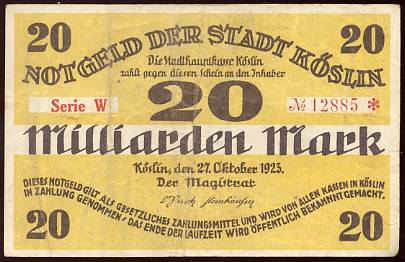 20 20
NOTGELD DER STADT KÖSLIN
Die Stadthauptkasse Köslin
zahlt gegen diesen Schein an den Inhaber
Serie W 20 № 12885 *
Milliarden Mark
Köslin, den 27. Oktober 1923.
Der Magistrat
DIESES NOTGELD GILT ALS GESETZLICHES ZAHLUNGSMITTEL UND WIRD VON ALLEN KASSEN IN KÖSLIN
IN ZAHLUNG GENOMMEN / DAS ENDE DER LAUFZEIT WIRD ÖFFENTLICH BEKANNT GEMACHT.
20 20